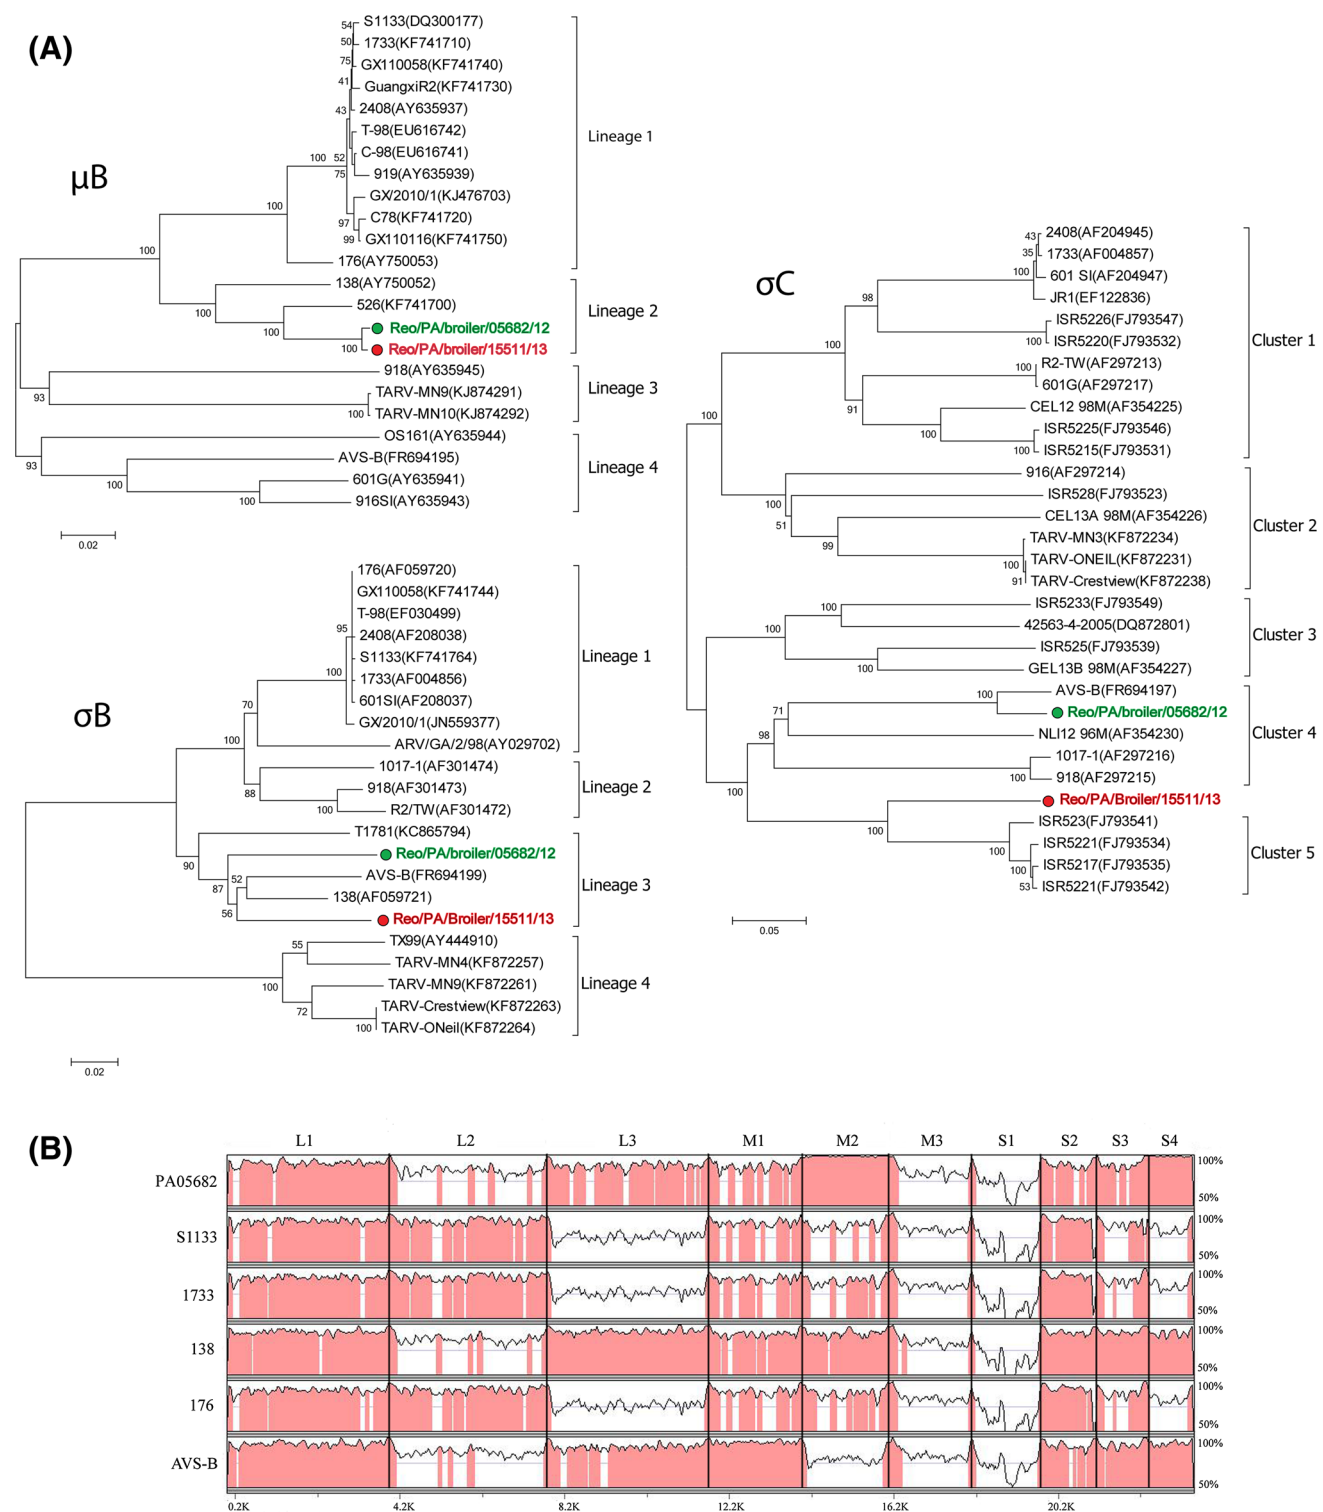 (A)
μB
S1133(DQ300177)
1733(KF741710)
GX110058(KF741740)
GuangxiR2(KF741730)
2408(AY635937)
T-98(EU616742)
C-98(EU616741)
919(AY635939)
GX/2010/1(KJ476703)
C78(KF741720)
GX110116(KF741750)
176(AY750053)
138(AY750052)
526(KF741700)
Reo/PA/broiler/05682/12
Reo/PA/broiler/15511/13
918(AY635945)
TARV-MN9(KJ874291)
TARV-MN10(KJ874292)
OS161(AY635944)
AVS-B(FR694195)
601G(AY635941)
916SI(AY635943)
Lineage 1
Lineage 2
Lineage 3
Lineage 4
54
50
75
41
43
100
52
75
97
99
100
100
100
100
100
93
100
93
100
100
0.02
σB
176(AF059720)
GX110058(KF741744)
T-98(EF030499)
2408(AF208038)
S1133(KF741764)
1733(AF004856)
601SI(AF208037)
GX/2010/1(JN559377)
ARV/GA/2/98(AY029702)
1017-1(AF301474)
918(AF301473)
R2/TW(AF301472)
T1781(KC865794)
Reo/PA/broiler/05682/12
AVS-B(FR694199)
138(AF059721)
Reo/PA/Broiler/15511/13
TX99(AY444910)
TARV-MN4(KF872257)
TARV-MN9(KF872261)
TARV-Crestview(KF872263)
TARV-ONeil(KF872264)
Lineage 1
Lineage 2
Lineage 3
Lineage 4
95
100
70
100
88
100
90
87
52
56
55
100
72
100
0.02
σC
2408(AF204945)
1733(AF004857)
601 SI(AF204947)
JR1(EF122836)
ISR5226(FJ793547)
ISR5220(FJ793532)
R2-TW(AF297213)
601G(AF297217)
CEL12 98M(AF354225)
ISR5225(FJ793546)
ISR5215(FJ793531)
916(AF297214)
ISR528(FJ793523)
CEL13A 98M(AF354226)
TARV-MN3(KF872234)
TARV-ONEIL(KF872231)
TARV-Crestview(KF872238)
ISR5233(FJ793549)
42563-4-2005(DQ872801)
ISR525(FJ793539)
GEL13B 98M(AF354227)
AVS-B(FR694197)
Reo/PA/broiler/05682/12
NLI12 96M(AF354230)
1017-1(AF297216)
918(AF297215)
Reo/PA/Broiler/15511/13
ISR523(FJ793541)
ISR5221(FJ793534)
ISR5217(FJ793535)
ISR5221(FJ793542)
Cluster 1
Cluster 2
Cluster 3
Cluster 4
Cluster 5
43
35
100
98
100
100
100
91
100
100
100
100
51
99
100
91
100
100
100
100
71
98
100
100
100
100
100
53
0.05
(B)
L1 L2 L3 M1 M2 M3 S1 S2 S3 S4
PA05682 100% 50%
S1133 100% 50%
1733 100% 50%
138 100% 50%
176 100% 50%
AVS-B 100% 50%
0.2K 4.2K 8.2K 12.2K 16.2K 20.2K